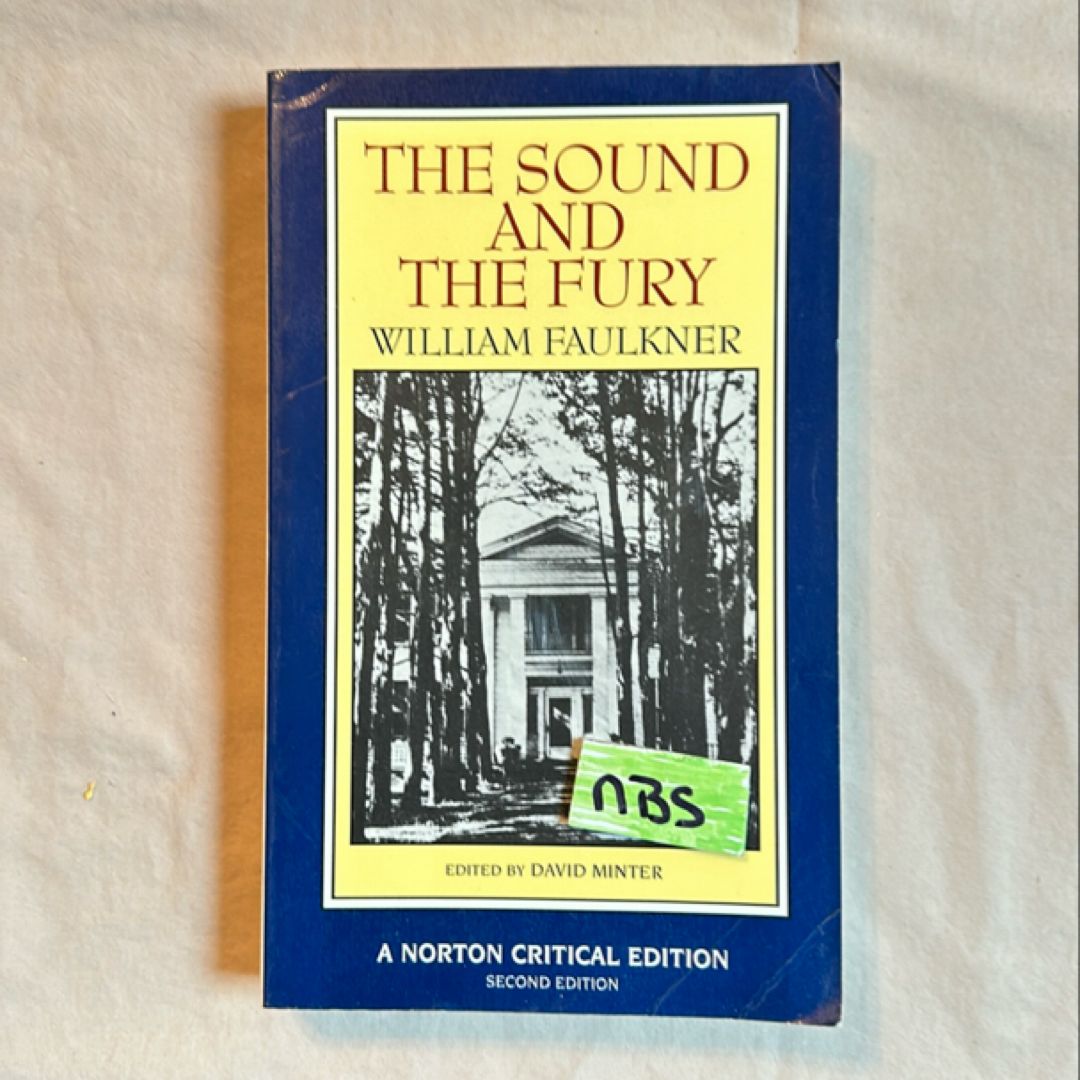 THE SOUND
AND
THE FURY
WILLIAM FAULKNER
nBS
EDITED BY DAVID MINTER
A NORTON CRITICAL EDITION
SECOND EDITION